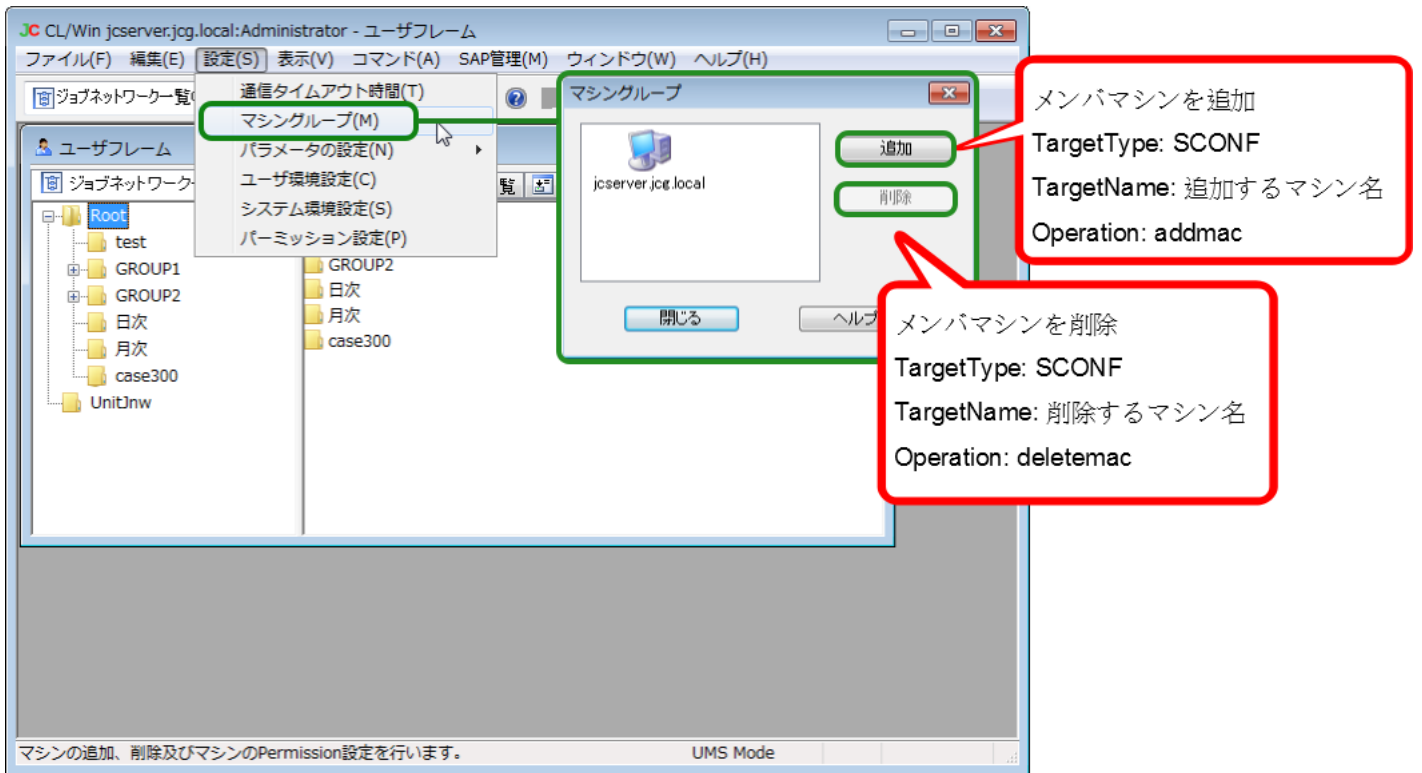 JC CL/Win jcserver.jcg.local:Administrator - ユーザフレーム
ファイル(F) 編集(E) 設定(S) 表示(V) コマンド(A) SAP管理(M) ウィンドウ(W) ヘルプ(H)
ジョブネットワーク一覧
通信タイムアウト時間(T)
マシングループ(M)
パラメータの設定(N)
ユーザ環境設定(C)
システム環境設定(S)
パーミッション設定(P)
ユーザフレーム
ジョブネットワーク
覧
Root
test
GROUP1
GROUP2
日次
月次
case300
UnitJnw
GROUP2
日次
月次
case300
マシングループ
jcserver.jcg.local
追加
削除
閉じる
ヘルプ
メンバマシンを追加
TargetType: SCONF
TargetName: 追加するマシン名
Operation: addmac
メンバマシンを削除
TargetType: SCONF
TargetName: 削除するマシン名
Operation: deletemac
マシンの追加、削除及びマシンのPermission設定を行います。
UMS Mode